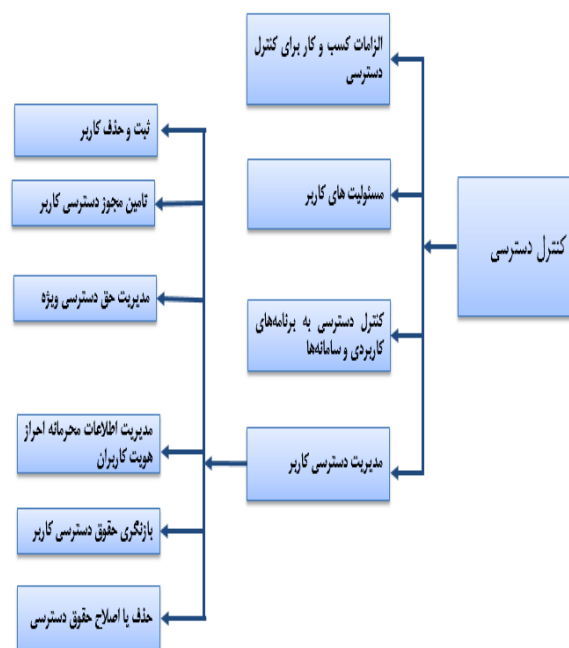 کنترل دسترسی
الزامات کسب و کار برای کنترل
دسترسی
مسئولیت های کاربر
کنترل دسترسی به برنامه‌های
کاربردی و سامانه‌ها
مدیریت دسترسی کاربر
ثبت و حذف کاربر
تامین مجوز دسترسی کاربر
مدیریت حق دسترسی ویژه
مدیریت اطلاعات محرمانه احراز
هویت کاربران
بازنگری حقوق دسترسی کاربر
حذف یا اصلاح حقوق دسترسی